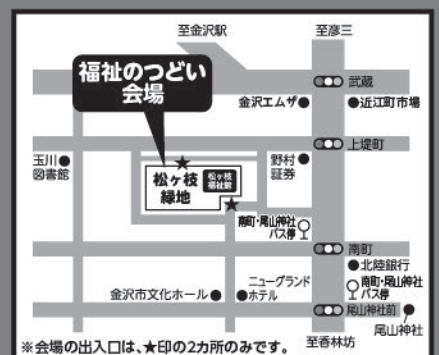 至金沢駅
至彦三
福祉のつどい
会場
武蔵
金沢エムザ●
●近江町市場
上堤町
玉川●
図書館
★
野村●
証券
松ヶ枝
緑地
松ヶ枝
福祉館
★
南町・尾山神社
バス停
南町
●北陸銀行
南町・尾山神社
バス停
金沢市文化ホール●
●ニューグランド
ホテル
尾山神社前
●
尾山神社
※会場の出入口は、★印の2カ所のみです。
至香林坊